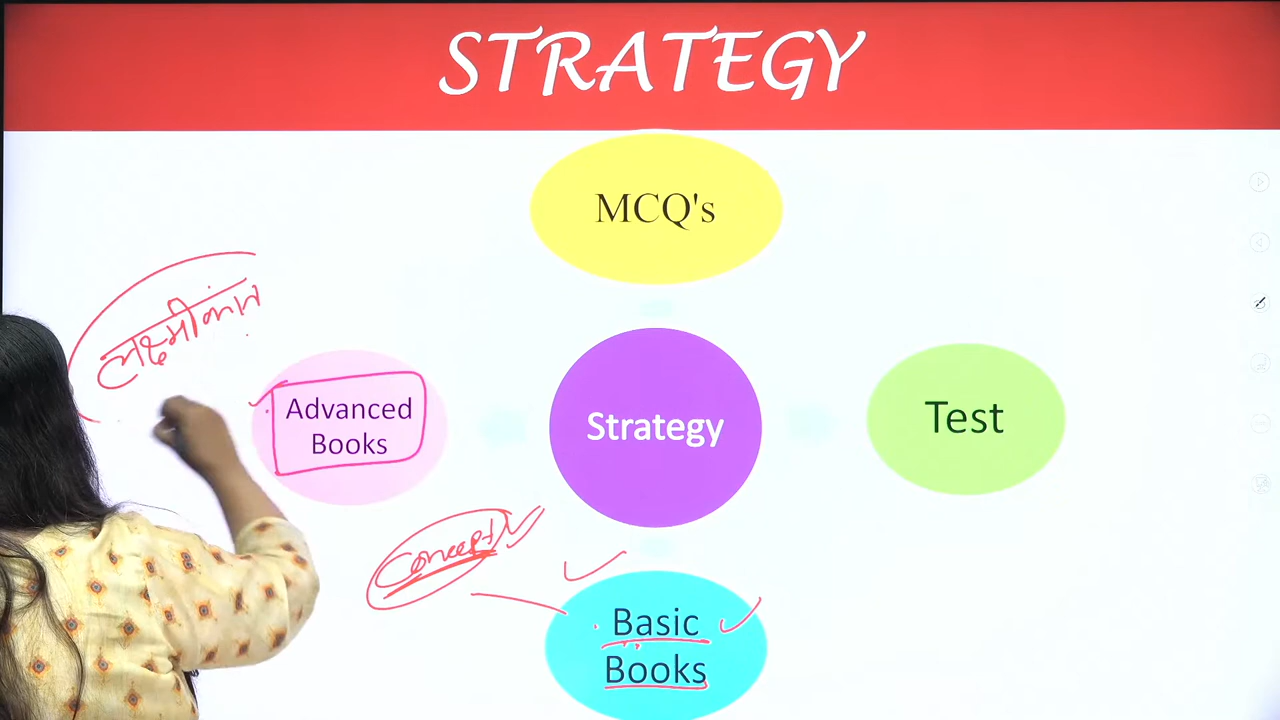 STRATEGY
MCQ's
लक्ष्मीकांत
Advanced
Books
Strategy
Test
Concept
Basic
Books